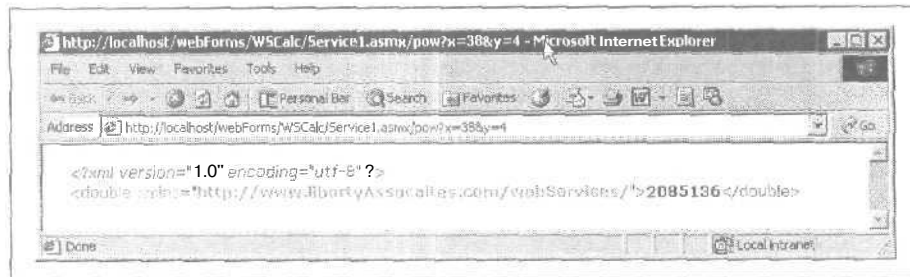 http://localhost/webForms/WSCalc/Service1.asmx/pow?x=38&y=4 - Microsoft Internet Explorer
File Edit View Favorites Tools Help
Back Personal Bar Search Favorites
Address http://localhost/webForms/WSCalc/Service1.asmx/pow?x=38&y=4 Go
<?xml version="1.0" encoding="utf-8" ?>
<double xmlns="http://www.libertyAssocaites.com/webServices/">2085136</double>
Done Local intranet